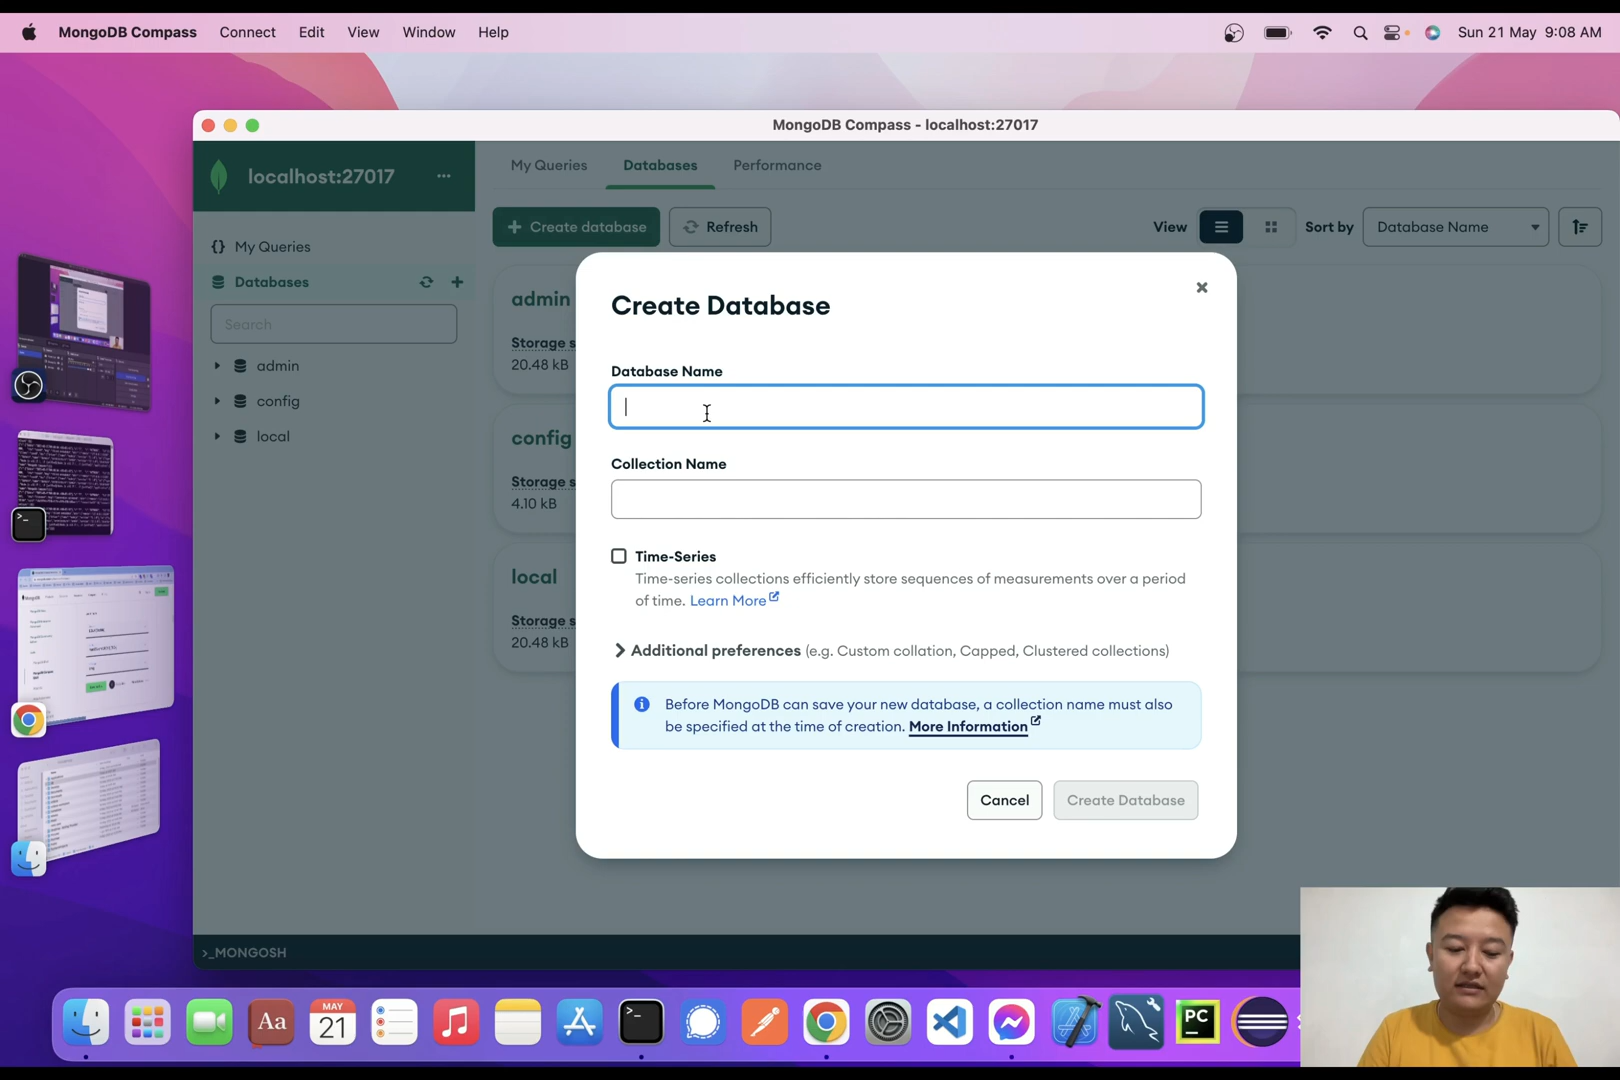 MongoDB Compass Connect Edit View Window Help
Sun 21 May 9:08 AM
MongoDB Compass - localhost:27017
localhost:27017 ...
My Queries Databases Performance
+ Create database Refresh
View Sort by Database Name
{} My Queries
Databases
Search
admin
config
local
admin
Storage s
20.48 kB
config
Storage s
4.10 kB
local
Storage s
20.48 kB
Create Database
Database Name
Collection Name
Time-Series
Time-series collections efficiently store sequences of measurements over a period
of time. Learn More
Additional preferences (e.g. Custom collation, Capped, Clustered collections)
Before MongoDB can save your new database, a collection name must also
be specified at the time of creation. More Information
Cancel Create Database
>_MONGOSH
Aa
MAY
21
PC